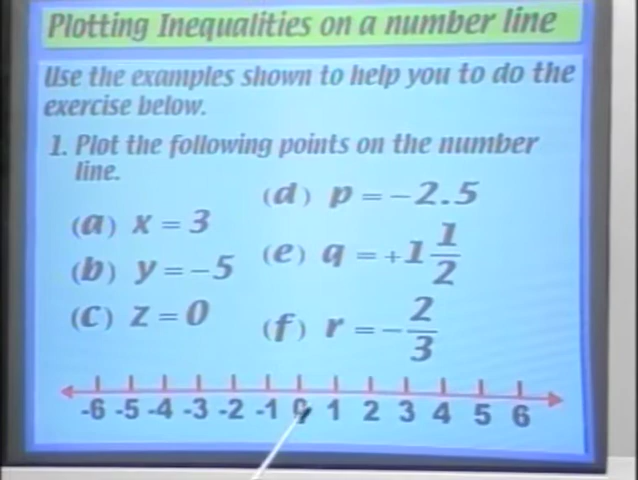 Plotting Inequalities on a number line
Use the examples shown to help you to do the
exercise below.
1. Plot the following points on the number
line.
(a) x = 3
(b) y = -5
(c) z = 0
(d) p = -2.5
(e) q = +1 1/2
(f) r = - 2/3
-6 -5 -4 -3 -2 -1 0 1 2 3 4 5 6